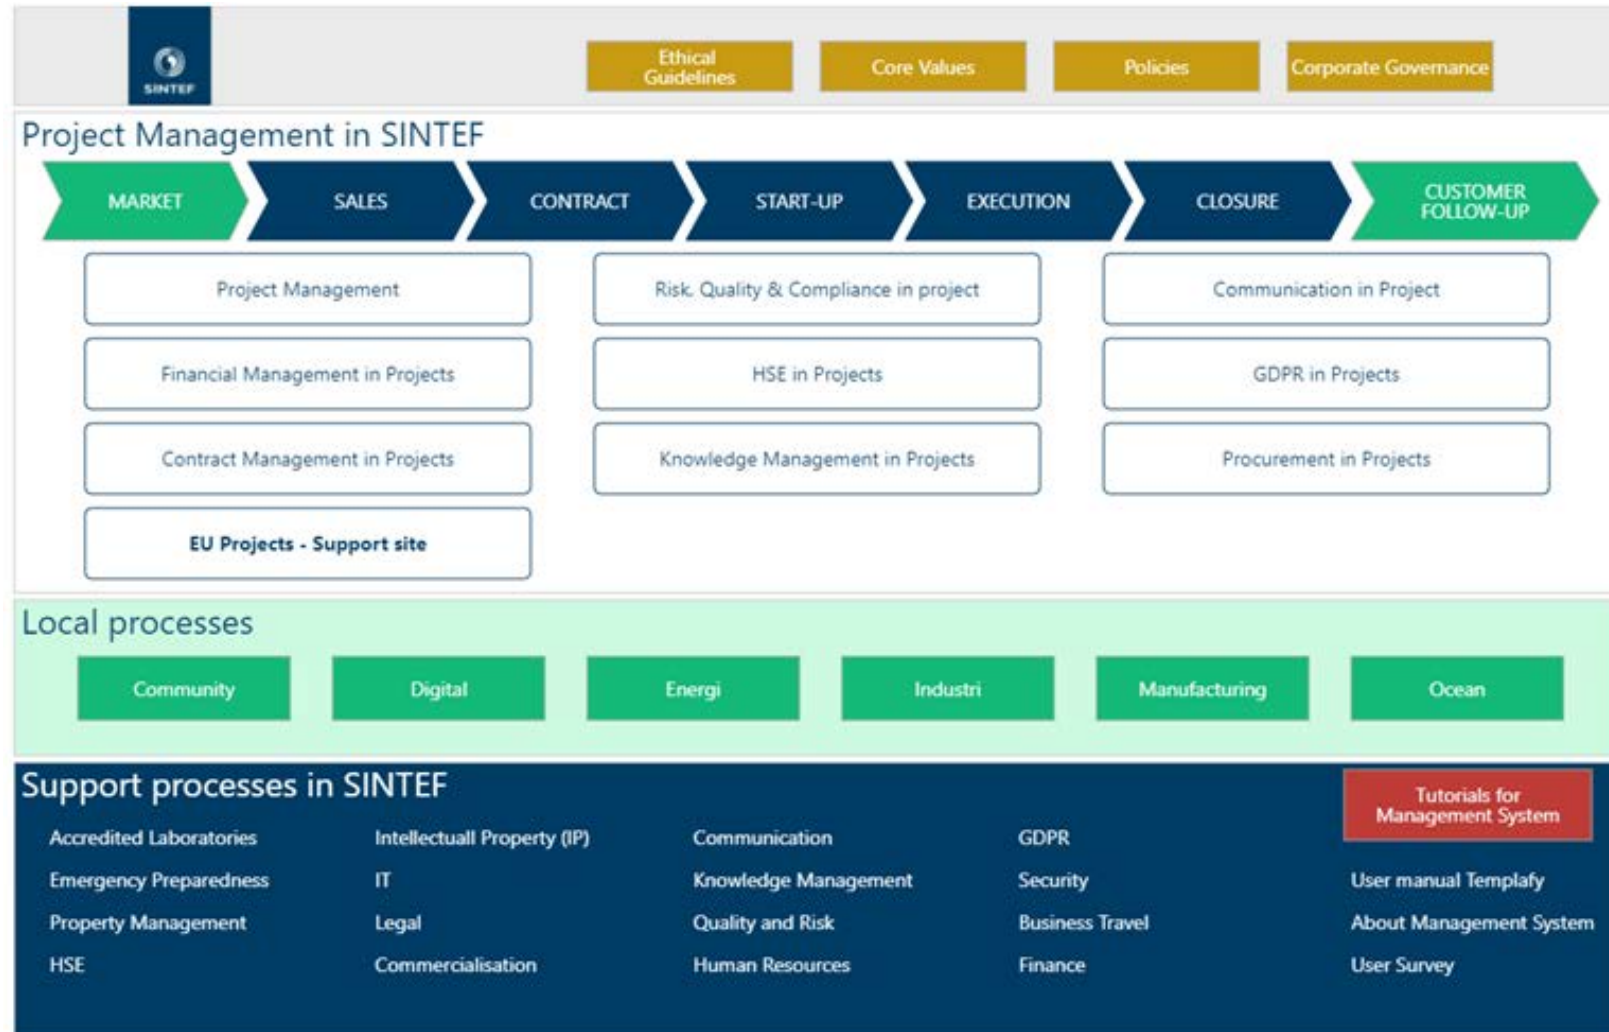 SINTEF
Ethical
Guidelines
Core Values
Policies
Corporate Governance
Project Management in SINTEF
MARKET
SALES
CONTRACT
START-UP
EXECUTION
CLOSURE
CUSTOMER
FOLLOW-UP
Project Management
Risk, Quality & Compliance in project
Communication in Project
Financial Management in Projects
HSE in Projects
GDPR in Projects
Contract Management in Projects
Knowledge Management in Projects
Procurement in Projects
EU Projects - Support site
Local processes
Community
Digital
Energi
Industri
Manufacturing
Ocean
Support processes in SINTEF
Tutorials for
Management System
Accredited Laboratories
Intellectuall Property (IP)
Communication
GDPR
Emergency Preparedness
IT
Knowledge Management
Security
User manual Templafy
Property Management
Legal
Quality and Risk
Business Travel
About Management System
HSE
Commercialisation
Human Resources
Finance
User Survey